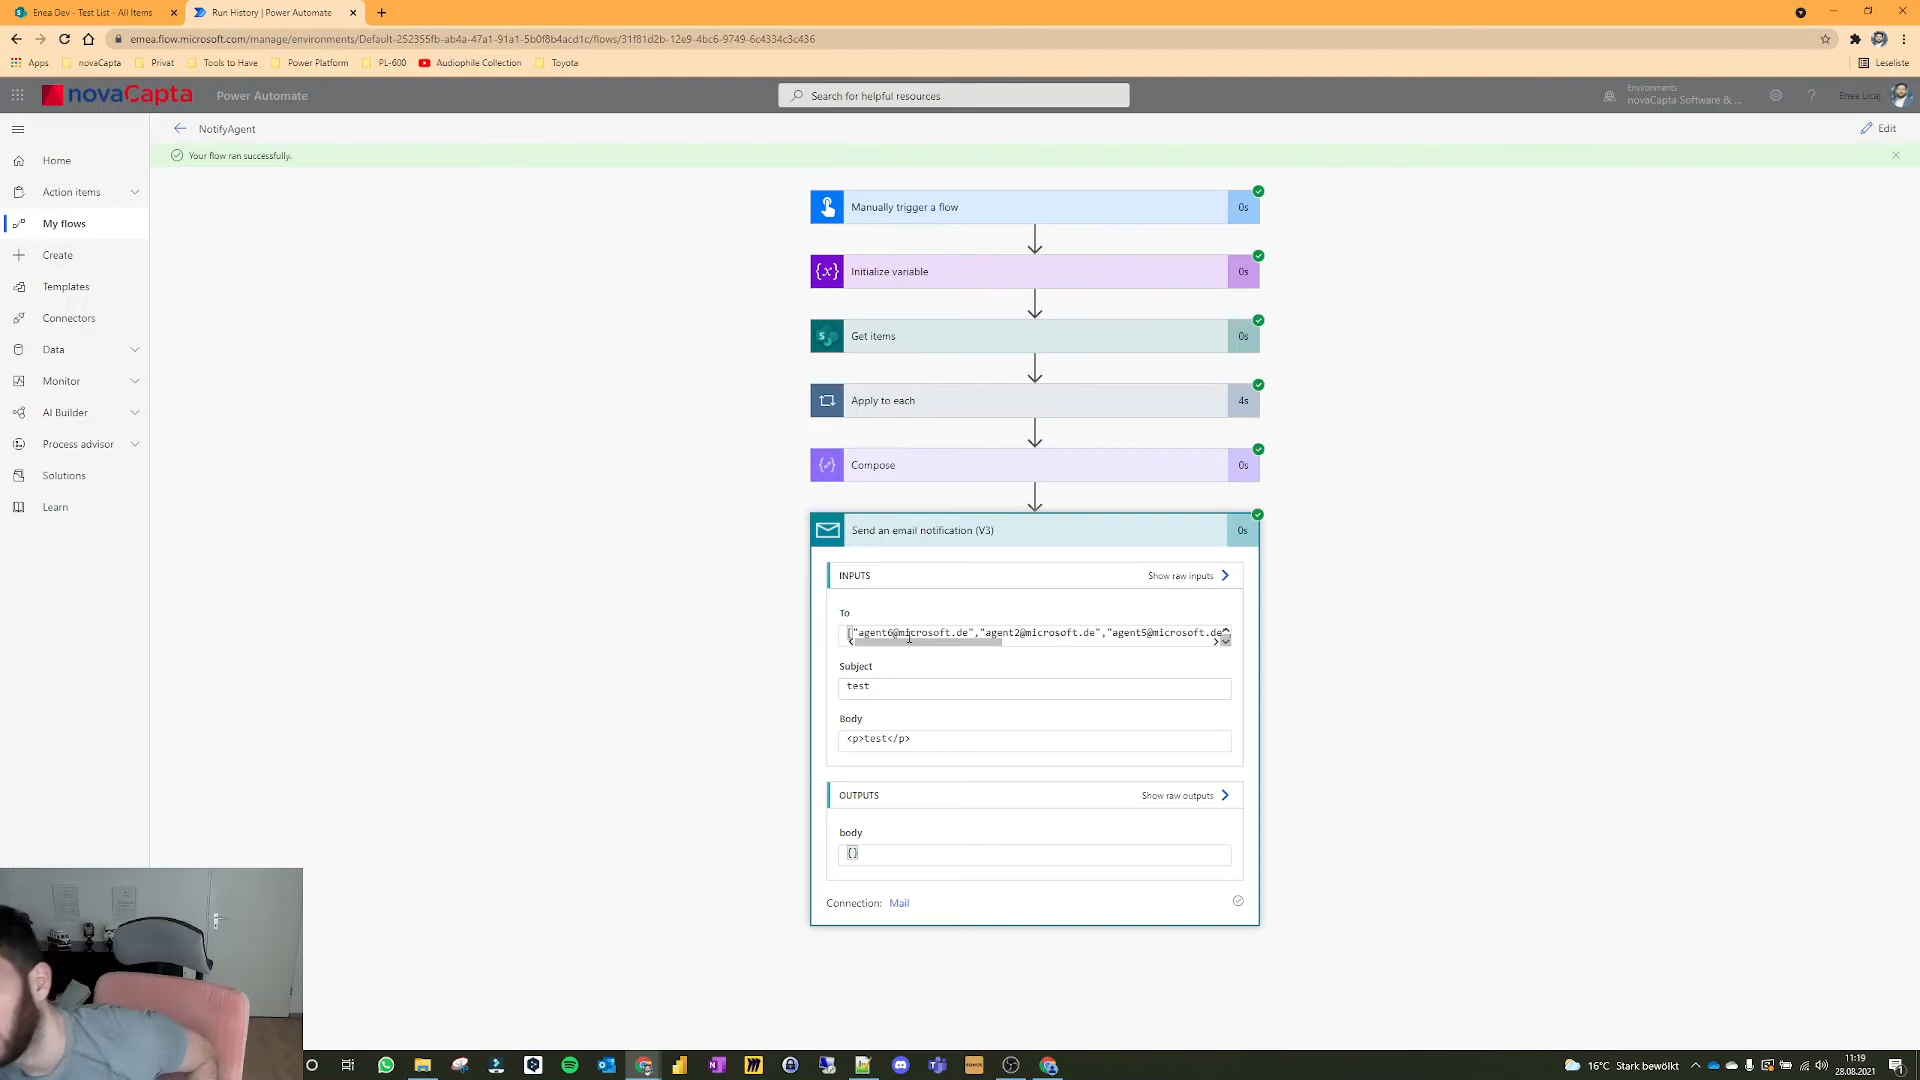 Enea Dev - Test List - All Items
Run History | Power Automate
emea.flow.microsoft.com/manage/environments/Default-252355fb-ab4a-47a1-91a1-5b0f8b4acd1c/flows/31f81d2b-12e9-4bc6-9749-6c4334c3c436
Apps novaCapta Privat Tools to Have Power Platform PL-600 Audiophile Collection Toyota Leseliste
novaCapta Power Automate
Search for helpful resources
Environments
novaCapta Software & ...
Enea Licaj
NotifyAgent
Edit
Your flow ran successfully.
Home
Action items
My flows
Create
Templates
Connectors
Data
Monitor
AI Builder
Process advisor
Solutions
Learn
Manually trigger a flow 0s
Initialize variable 0s
Get items 0s
Apply to each 4s
Compose 0s
Send an email notification (V3) 0s
INPUTS Show raw inputs
To
["agent6@microsoft.de","agent2@microsoft.de","agent5@microsoft.de
Subject
test
Body
<p>test</p>
OUTPUTS Show raw outputs
body
{}
Connection: Mail
16°C Stark bewölkt
11:19
28.08.2021